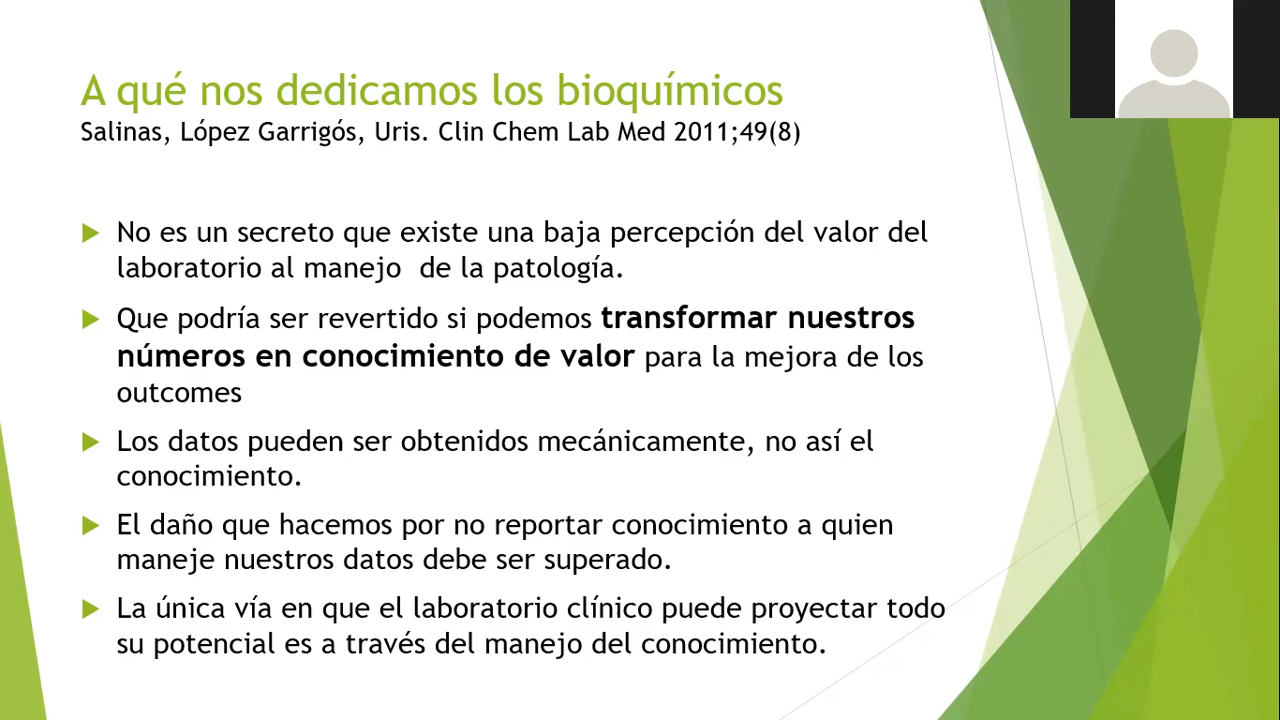 A qué nos dedicamos los bioquímicos
Salinas, López Garrigós, Uris. Clin Chem Lab Med 2011;49(8)
No es un secreto que existe una baja percepción del valor del
laboratorio al manejo de la patología.
Que podría ser revertido si podemos transformar nuestros
números en conocimiento de valor para la mejora de los
outcomes
Los datos pueden ser obtenidos mecánicamente, no así el
conocimiento.
El daño que hacemos por no reportar conocimiento a quien
maneje nuestros datos debe ser superado.
La única vía en que el laboratorio clínico puede proyectar todo
su potencial es a través del manejo del conocimiento.